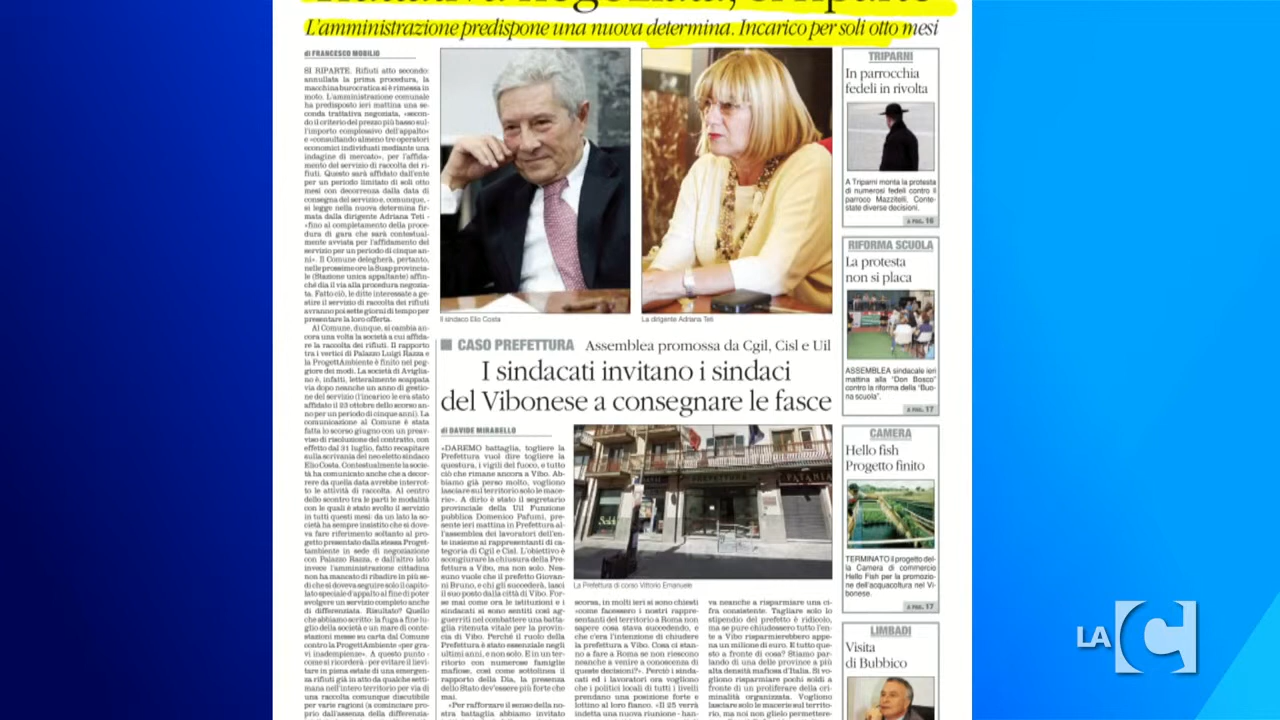 L'amministrazione predispone una nuova determina. Incarico per soli otto mesi
di FRANCESCO MOBILIO
SI RIPARTE. Rifiuti atto secondo:
annullata la prima procedura, la
macchina burocratica si è rimessa in
moto. L'amministrazione comunale
ha predisposto ieri mattina una se-
conda trattativa negoziata, «secon-
do il criterio del prezzo più basso sul-
l'importo complessivo dell'appalto»
e «consultando almeno tre operatori
economici individuati mediante una
indagine di mercato», per l'affida-
mento del servizio di raccolta dei ri-
fiuti. Questo sarà affidato dall'ente
per un periodo limitato di soli otto
mesi con decorrenza dalla data di
consegna del servizio e, comunque, -
si legge nella nuova determina fir-
mata dalla dirigente Adriana Teti -
«fino al completamento della proce-
dura di gara che sarà contestual-
mente avviata per l'affidamento del
servizio per un periodo di cinque an-
ni». Il Comune delegherà, pertanto,
nelle prossime ore la Suap provincia-
le (Stazione unica appaltante) affin-
ché dia il via alla procedura negozia-
ta. Fatto ciò, le ditte interessate a ge-
stire il servizio di raccolta dei rifiuti
avranno poi sette giorni di tempo per
presentare la loro offerta.
Al Comune, dunque, si cambia an-
cora una volta la società a cui affida-
re la raccolta dei rifiuti. Il rapporto
tra i vertici di Palazzo Luigi Razza e
la ProgettAmbiente è finito nel peg-
giore dei modi. La società di Aviglia-
no è, infatti, letteralmente scappata
via dopo neanche un anno di gestio-
ne del servizio (l'incarico le era stato
affidato il 23 ottobre dello scorso an-
no per un periodo di cinque anni). La
comunicazione al Comune è stata
fatta lo scorso giugno con un preav-
viso di risoluzione del contratto, con
effetto dal 31 luglio, fatto recapitare
sulla scrivania del neo eletto sindaco
Elio Costa. Contestualmente la socie-
tà ha comunicato anche che a decor-
rere da quella data avrebbe interrot-
to le attività di raccolta. Al centro
dello scontro tra le parti le modalità
con le quali è stato svolto il servizio
in tutti questi mesi: da un lato la so-
cietà ha sempre insistito che si dove-
va fare riferimento soltanto al pro-
getto presentato dalla stessa Proget-
tambiente in sede di negoziazione
con Palazzo Razza, e dall'altro lato
invece l'amministrazione cittadina
non ha mancato di ribadire in più se-
di che si doveva seguire solo il capito-
lato speciale d'appalto al fine di poter
svolgere un servizio completo anche
di differenziata. Risultato? Quello
che abbiamo scritto: la fuga a fine lu-
glio della società e un mare di conte-
stazioni messe su carta dal Comune
contro la ProgettAmbiente «per gra-
vi inadempienze». A questo punto -
come si ricorderà - per evitare il lievi-
tare in piena estate di una emergen-
za rifiuti già in atto da qualche setti-
mana nell'intero territorio per via di
una raccolta comunque discutibile
per varie ragioni (a cominciare pro-
prio dall'assenza della differenzia-
Il sindaco Elio Costa
La dirigente Adriana Teti
CASO PREFETTURA Assemblea promossa da Cgil, Cisl e Uil
I sindacati invitano i sindaci
del Vibonese a consegnare le fasce
di DAVIDE MIRABELLO
«DAREMO battaglia, togliere la
Prefettura vuol dire togliere la
questura, i vigili del fuoco, e tutto
ciò che rimane ancora a Vibo. Ab-
biamo già perso molto, vogliono
lasciare sul territorio solo le mace-
rie». A dirlo è stato il segretario
provinciale della Uil Funzione
pubblica Domenico Pafumi, pre-
sente ieri mattina in Prefettura al-
l'assemblea dei lavoratori dell'en-
te insieme ai rappresentanti di ca-
tegoria di Cgil e Cisl. L'obiettivo è
scongiurare la chiusura della Pre-
fettura a Vibo, ma non solo. Nes-
suno vuole che il prefetto Giovan-
ni Bruno, e chi gli succederà, lasci
il suo posto dalla città di Vibo. For-
se mai come ora le istituzioni e i
sindacati si sono sentiti così ag-
guerriti nel combattere una batta-
glia ritenuta vitale per la provin-
cia di Vibo. Perché il ruolo della
Prefettura è stato essenziale negli
ultimi anni, e non solo. E in un ter-
ritorio con numerose famiglie
mafiose, così come sottolinea il
rapporto della Dia, la presenza
dello Stato dev'essere più forte che
mai.
«Per rafforzare il senso della no-
stra battaglia abbiamo invitato
La Prefettura di corso Vittorio Emanuele
scorsa, in molti ieri si sono chiesti
«come facessero i nostri rappre-
sentanti del territorio a Roma non
sapere cosa stava succedendo, e
che c'era l'intenzione di chiudere
la prefettura a Vibo. Cosa ci stan-
no a fare a Roma se non riescono
neanche a venire a conoscenza di
queste decisioni?». Perciò i sinda-
cati ed i lavoratori ora vogliono
che i politici locali di tutti i livelli
prendano una posizione forte e
lottino al loro fianco. «Il 25 verrà
indetta una nuova riunione - han-
va neanche a risparmiare una ci-
fra consistente. Tagliare solo lo
stipendio del prefetto è ridicolo,
ma se pure chiudessero tutto l'en-
te a Vibo risparmierebbero appe-
na un milione di euro. E tutto que-
sto a fronte di cosa? Stiamo par-
lando di una delle province a più
alta densità mafiosa d'Italia. Si vo-
gliono risparmiare pochi soldi a
fronte di un proliferare della cri-
minalità organizzata. Vogliono
lasciare solo le macerie sul territo-
rio, ma noi non glielo permettere-
TRIPARNI
In parrocchia
fedeli in rivolta
A Triparni monta la protesta
di numerosi fedeli contro il
parroco Mazzitelli. Conte-
state diverse decisioni.
a pag. 16
RIFORMA SCUOLA
La protesta
non si placa
ASSEMBLEA sindacale ieri
mattina alla "Don Bosco"
contro la riforma della "Buo-
na scuola".
a pag. 17
CAMERA
Hello fish
Progetto finito
TERMINATO il progetto del-
la Camera di commercio
Hello Fish per la promozio-
ne dell'acquacoltura nel Vi-
bonese.
a pag. 17
LIMBADI
Visita
di Bubbico
LA C